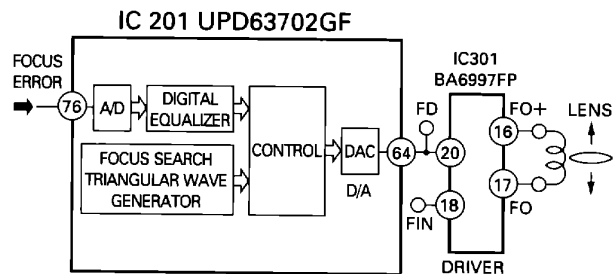 IC 201 UPD63702GF
FOCUS
ERROR
76
A/D
DIGITAL
EQUALIZER
FOCUS SEARCH
TRIANGULAR WAVE
GENERATOR
CONTROL
DAC
D/A
64
FD
FIN
IC301
BA6997FP
20
18
16
17
FO+
FO
DRIVER
LENS